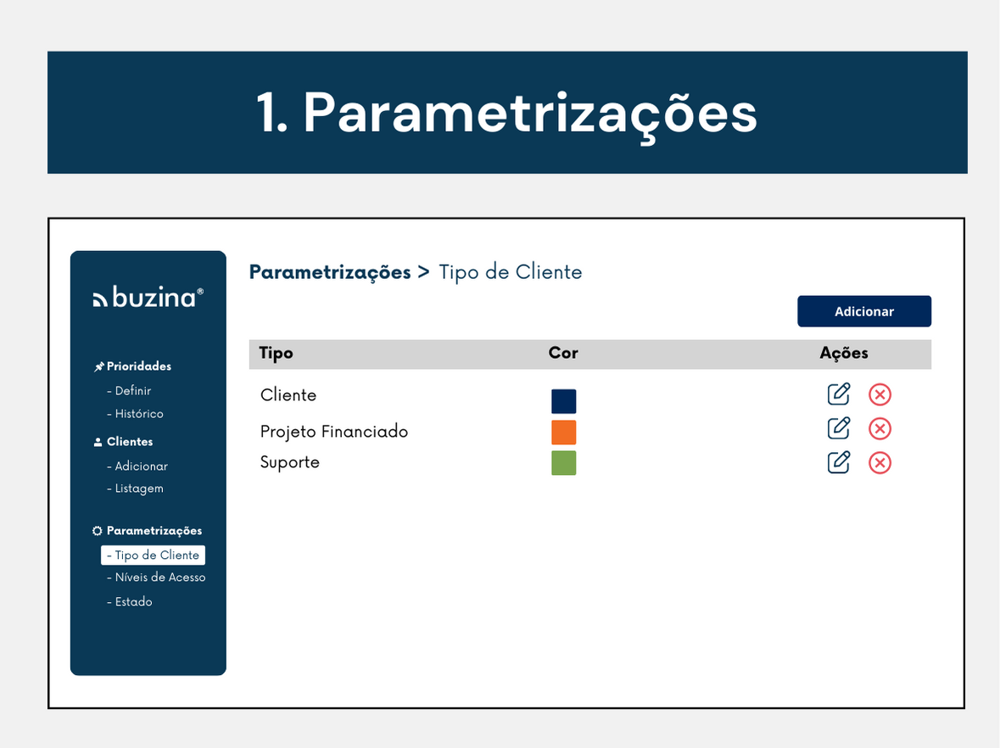 1. Parametrizações
buzina®
Prioridades
- Definir
- Histórico
Clientes
- Adicionar
- Listagem
Parametrizações
- Tipo de Cliente
- Níveis de Acesso
- Estado
Parametrizações > Tipo de Cliente
Adicionar
Tipo Cor Ações
Cliente
Projeto Financiado
Suporte